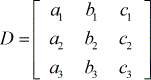 D = [ a₁ b₁ c₁
a₂ b₂ c₂
a₃ b₃ c₃ ]